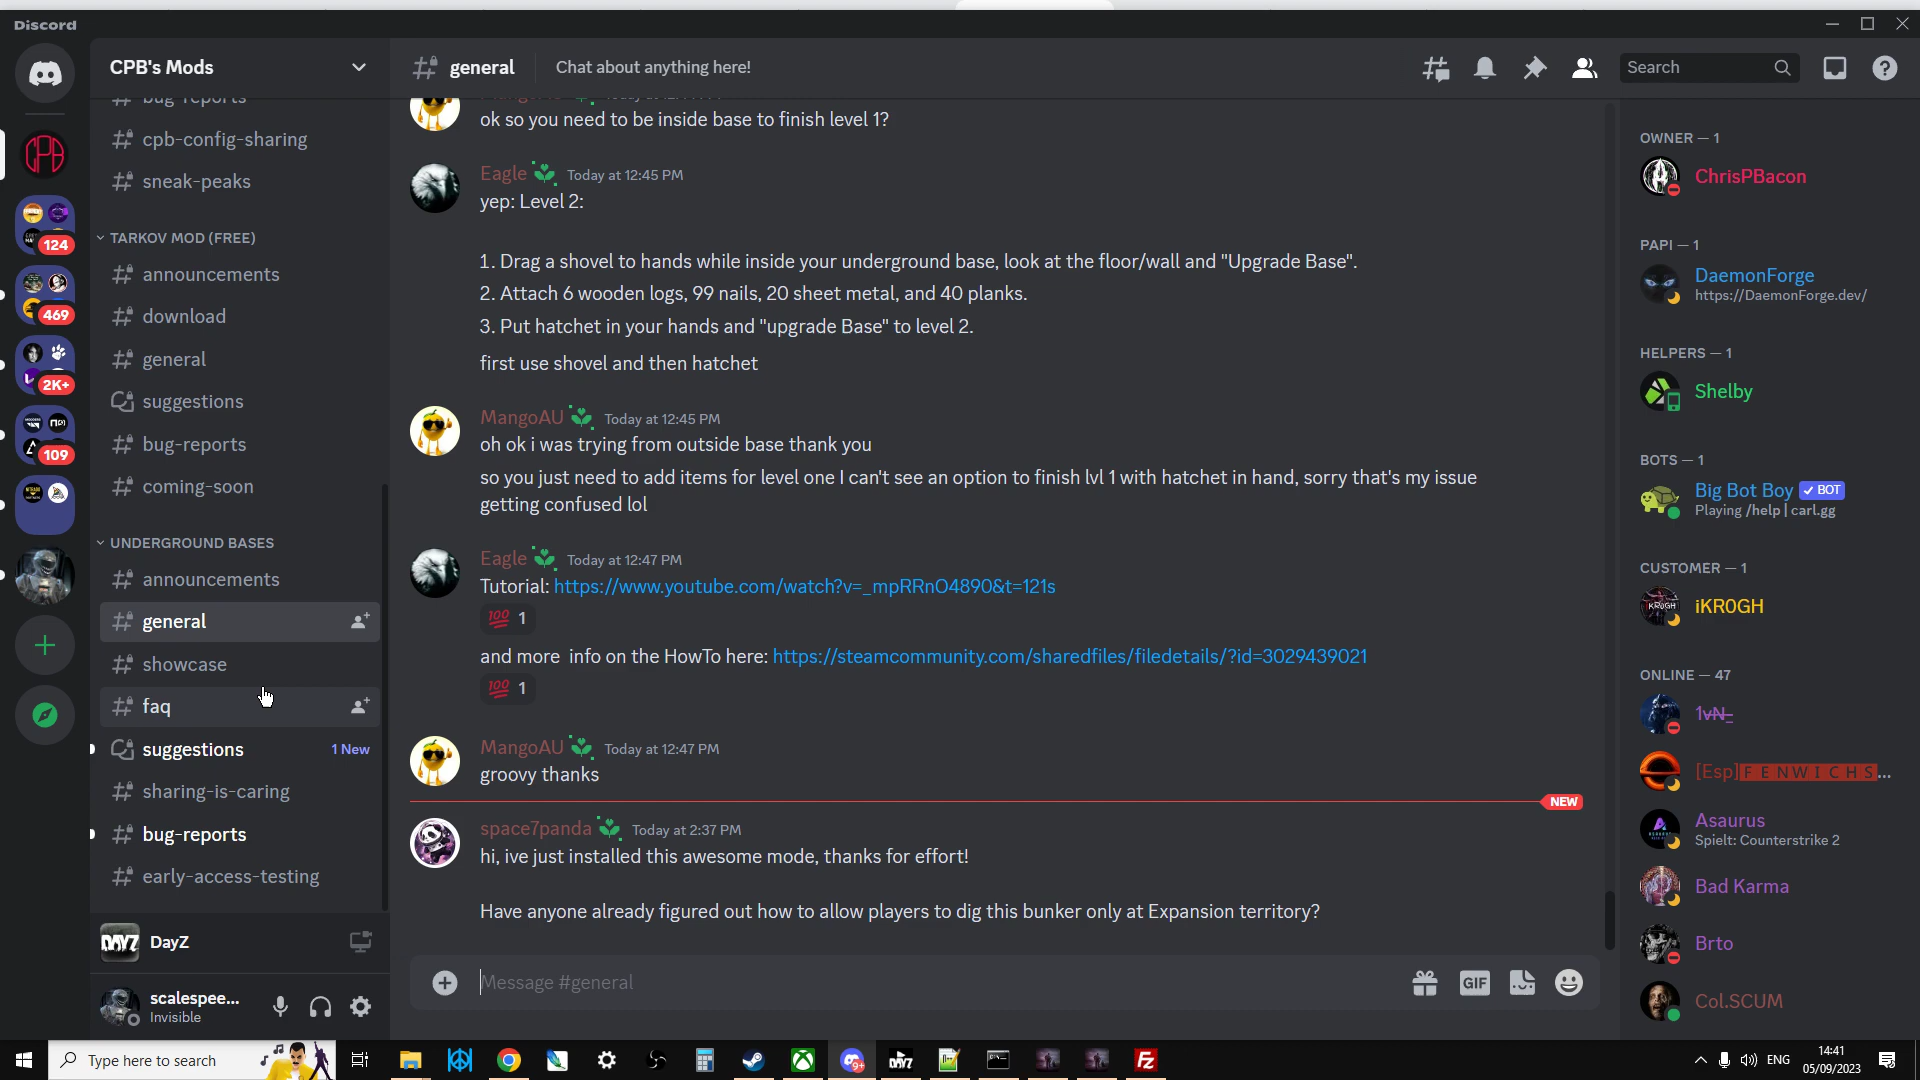 Discord
CPB's Mods
general
Chat about anything here!
Search
bug-reports
cpb-config-sharing
sneak-peaks
TARKOV MOD (FREE)
announcements
download
general
suggestions
bug-reports
coming-soon
UNDERGROUND BASES
announcements
general
showcase
faq
suggestions
1 New
sharing-is-caring
bug-reports
early-access-testing
124
469
2K+
109
DAYZ
DayZ
scalespee...
Invisible
ok so you need to be inside base to finish level 1?
Eagle Today at 12:45 PM
yep: Level 2:
1. Drag a shovel to hands while inside your underground base, look at the floor/wall and "Upgrade Base".
2. Attach 6 wooden logs, 99 nails, 20 sheet metal, and 40 planks.
3. Put hatchet in your hands and "upgrade Base" to level 2.
first use shovel and then hatchet
MangoAU Today at 12:45 PM
oh ok i was trying from outside base thank you
so you just need to add items for level one I can't see an option to finish lvl 1 with hatchet in hand, sorry that's my issue
getting confused lol
Eagle Today at 12:47 PM
Tutorial: https://www.youtube.com/watch?v=_mpRRnO4890&t=121s
100 1
and more info on the HowTo here: https://steamcommunity.com/sharedfiles/filedetails/?id=3029439021
100 1
MangoAU Today at 12:47 PM
groovy thanks
NEW
space7panda Today at 2:37 PM
hi, ive just installed this awesome mode, thanks for effort!
Have anyone already figured out how to allow players to dig this bunker only at Expansion territory?
Message #general
GIF
OWNER — 1
ChrisPBacon
PAPI — 1
DaemonForge
https://DaemonForge.dev/
HELPERS — 1
Shelby
BOTS — 1
Big Bot Boy ✓ BOT
Playing /help | carl.gg
CUSTOMER — 1
iKR0GH
ONLINE — 47
1vN-
[Esp]FENWICHS...
Asaurus
Spielt: Counterstrike 2
Bad Karma
Brto
Col.SCUM
Type here to search
ENG
14:41
05/09/2023